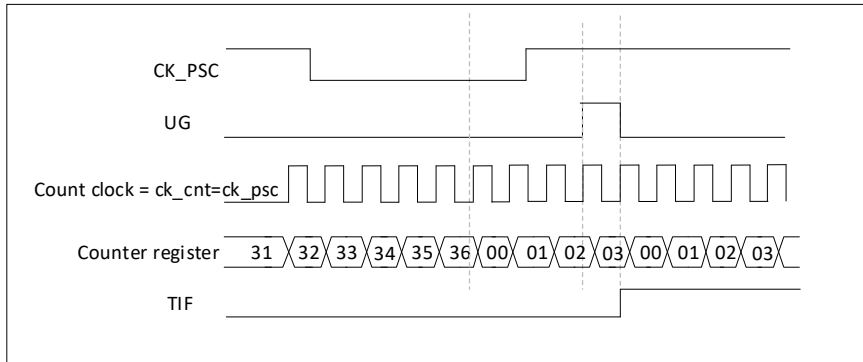 CK_PSC
UG
Count clock = ck_cnt=ck_psc
Counter register 31 32 33 34 35 36 00 01 02 03 00 01 02 03
TIF